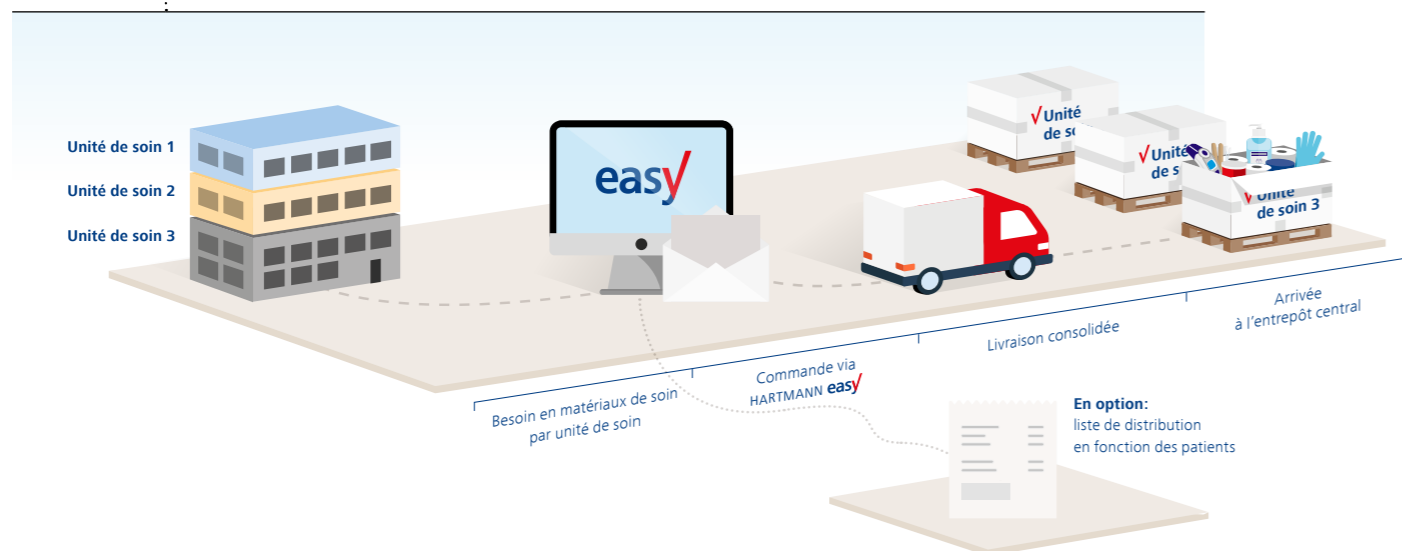 Unité de soin 1
Unité de soin 2
Unité de soin 3
easy
√ Unité
de so
√ Unité
de s
√ Unité
de soin 3
Besoin en matériaux de soin
par unité de soin
Commande via
HARTMANN easy
Livraison consolidée
Arrivée
à l'entrepôt central
En option:
liste de distribution
en fonction des patients